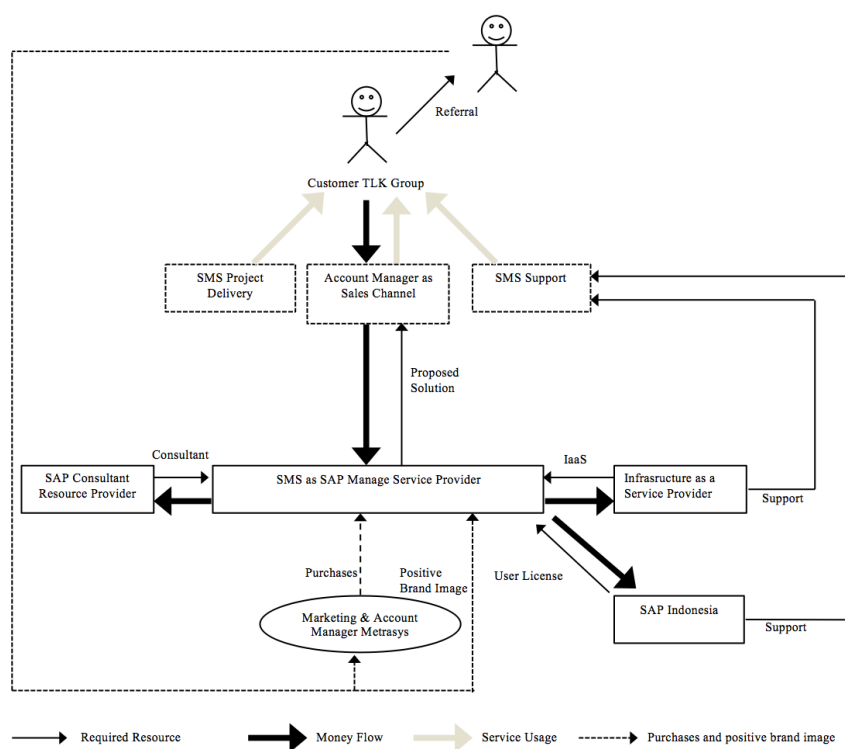 Referral
Customer TLK Group
SMS Project
Delivery
Account Manager as
Sales Channel
SMS Support
Proposed
Solution
Consultant
IaaS
SAP Consultant
Resource Provider
SMS as SAP Manage Service Provider
Infrasructure as a
Service Provider
Support
Purchases
Positive
Brand Image
User License
Marketing & Account
Manager Metrasys
SAP Indonesia
Support
Required Resource
Money Flow
Service Usage
Purchases and positive brand image